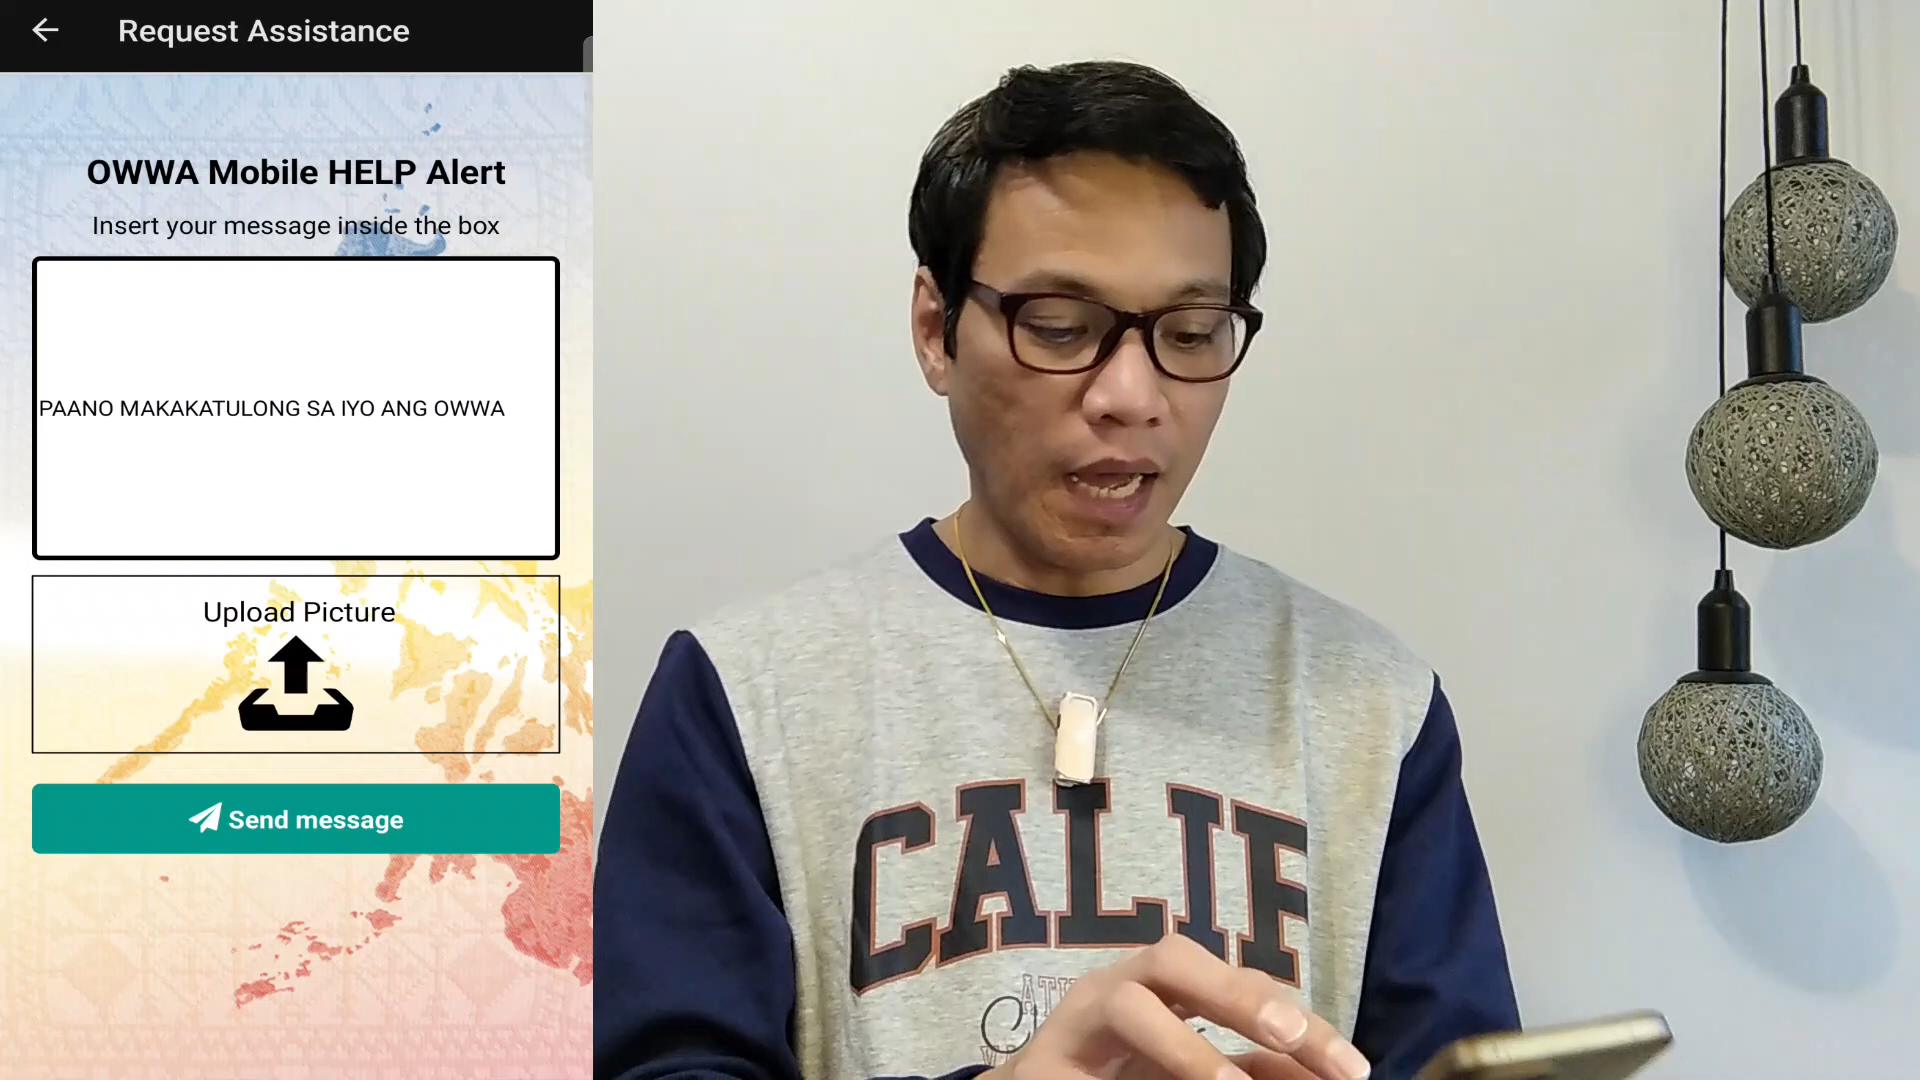 Request Assistance
OWWA Mobile HELP Alert
Insert your message inside the box
PAANO MAKAKATULONG SA IYO ANG OWWA
Upload Picture
Send message
CALIF